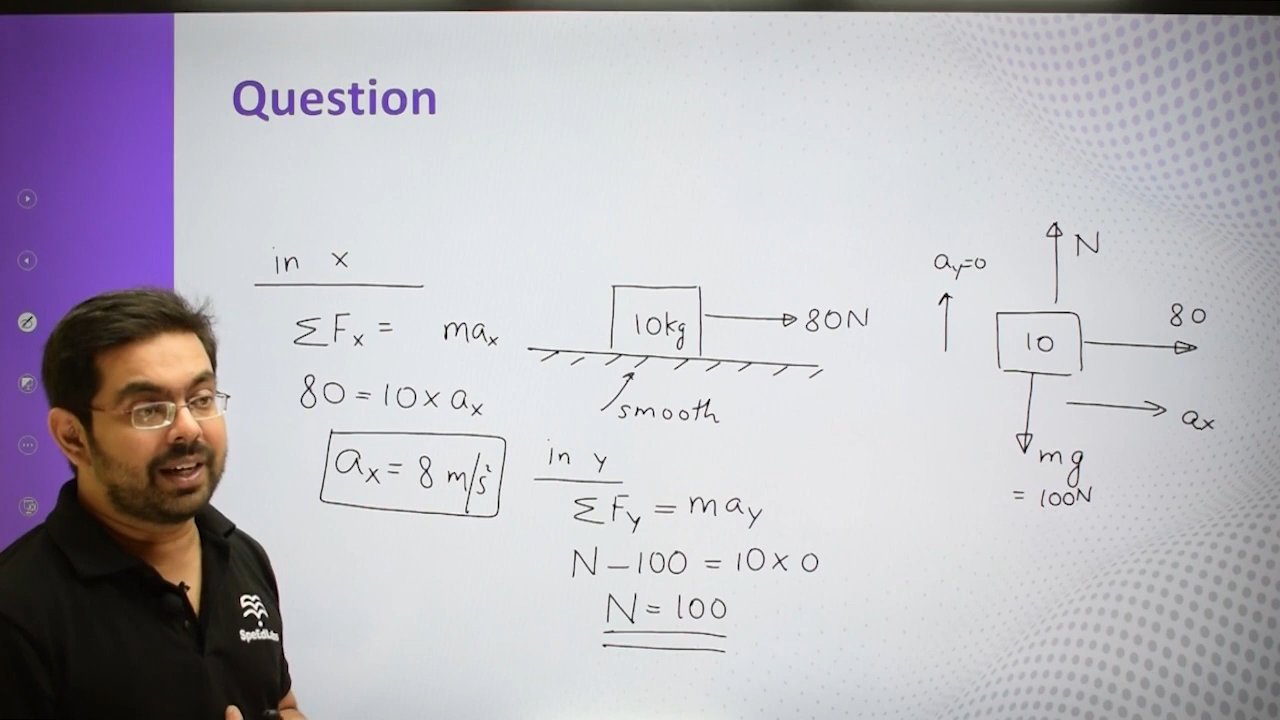 Question
in x
ΣFx = max
80 = 10 x ax
ax = 8 m/s²
10kg
80N
smooth
in y
ΣFy = may
N - 100 = 10 x 0
N = 100
ay=0
N
10
80
ax
mg
= 100N
SpeEdLabs